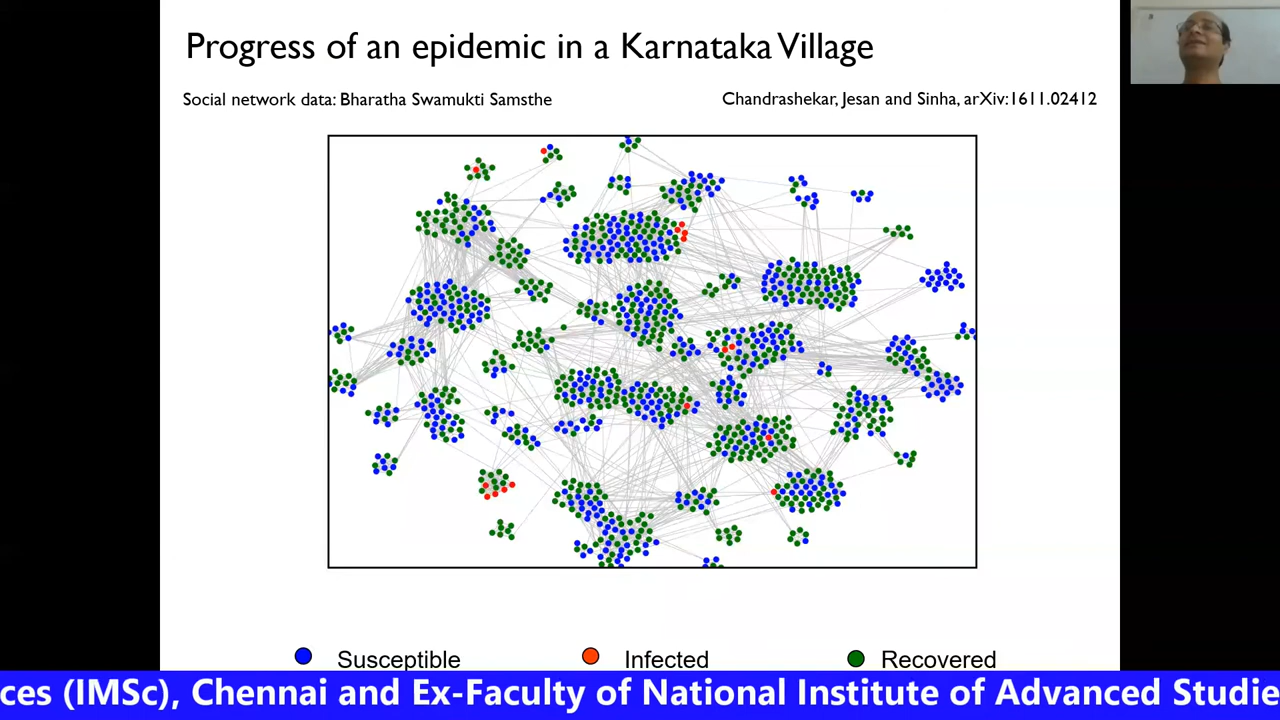 Progress of an epidemic in a Karnataka Village
Social network data: Bharatha Swamukti Samsthe
Chandrashekar, Jesan and Sinha, arXiv:1611.02412
Susceptible
Infected
Recovered
ces (IMSc), Chennai and Ex-Faculty of National Institute of Advanced Studie